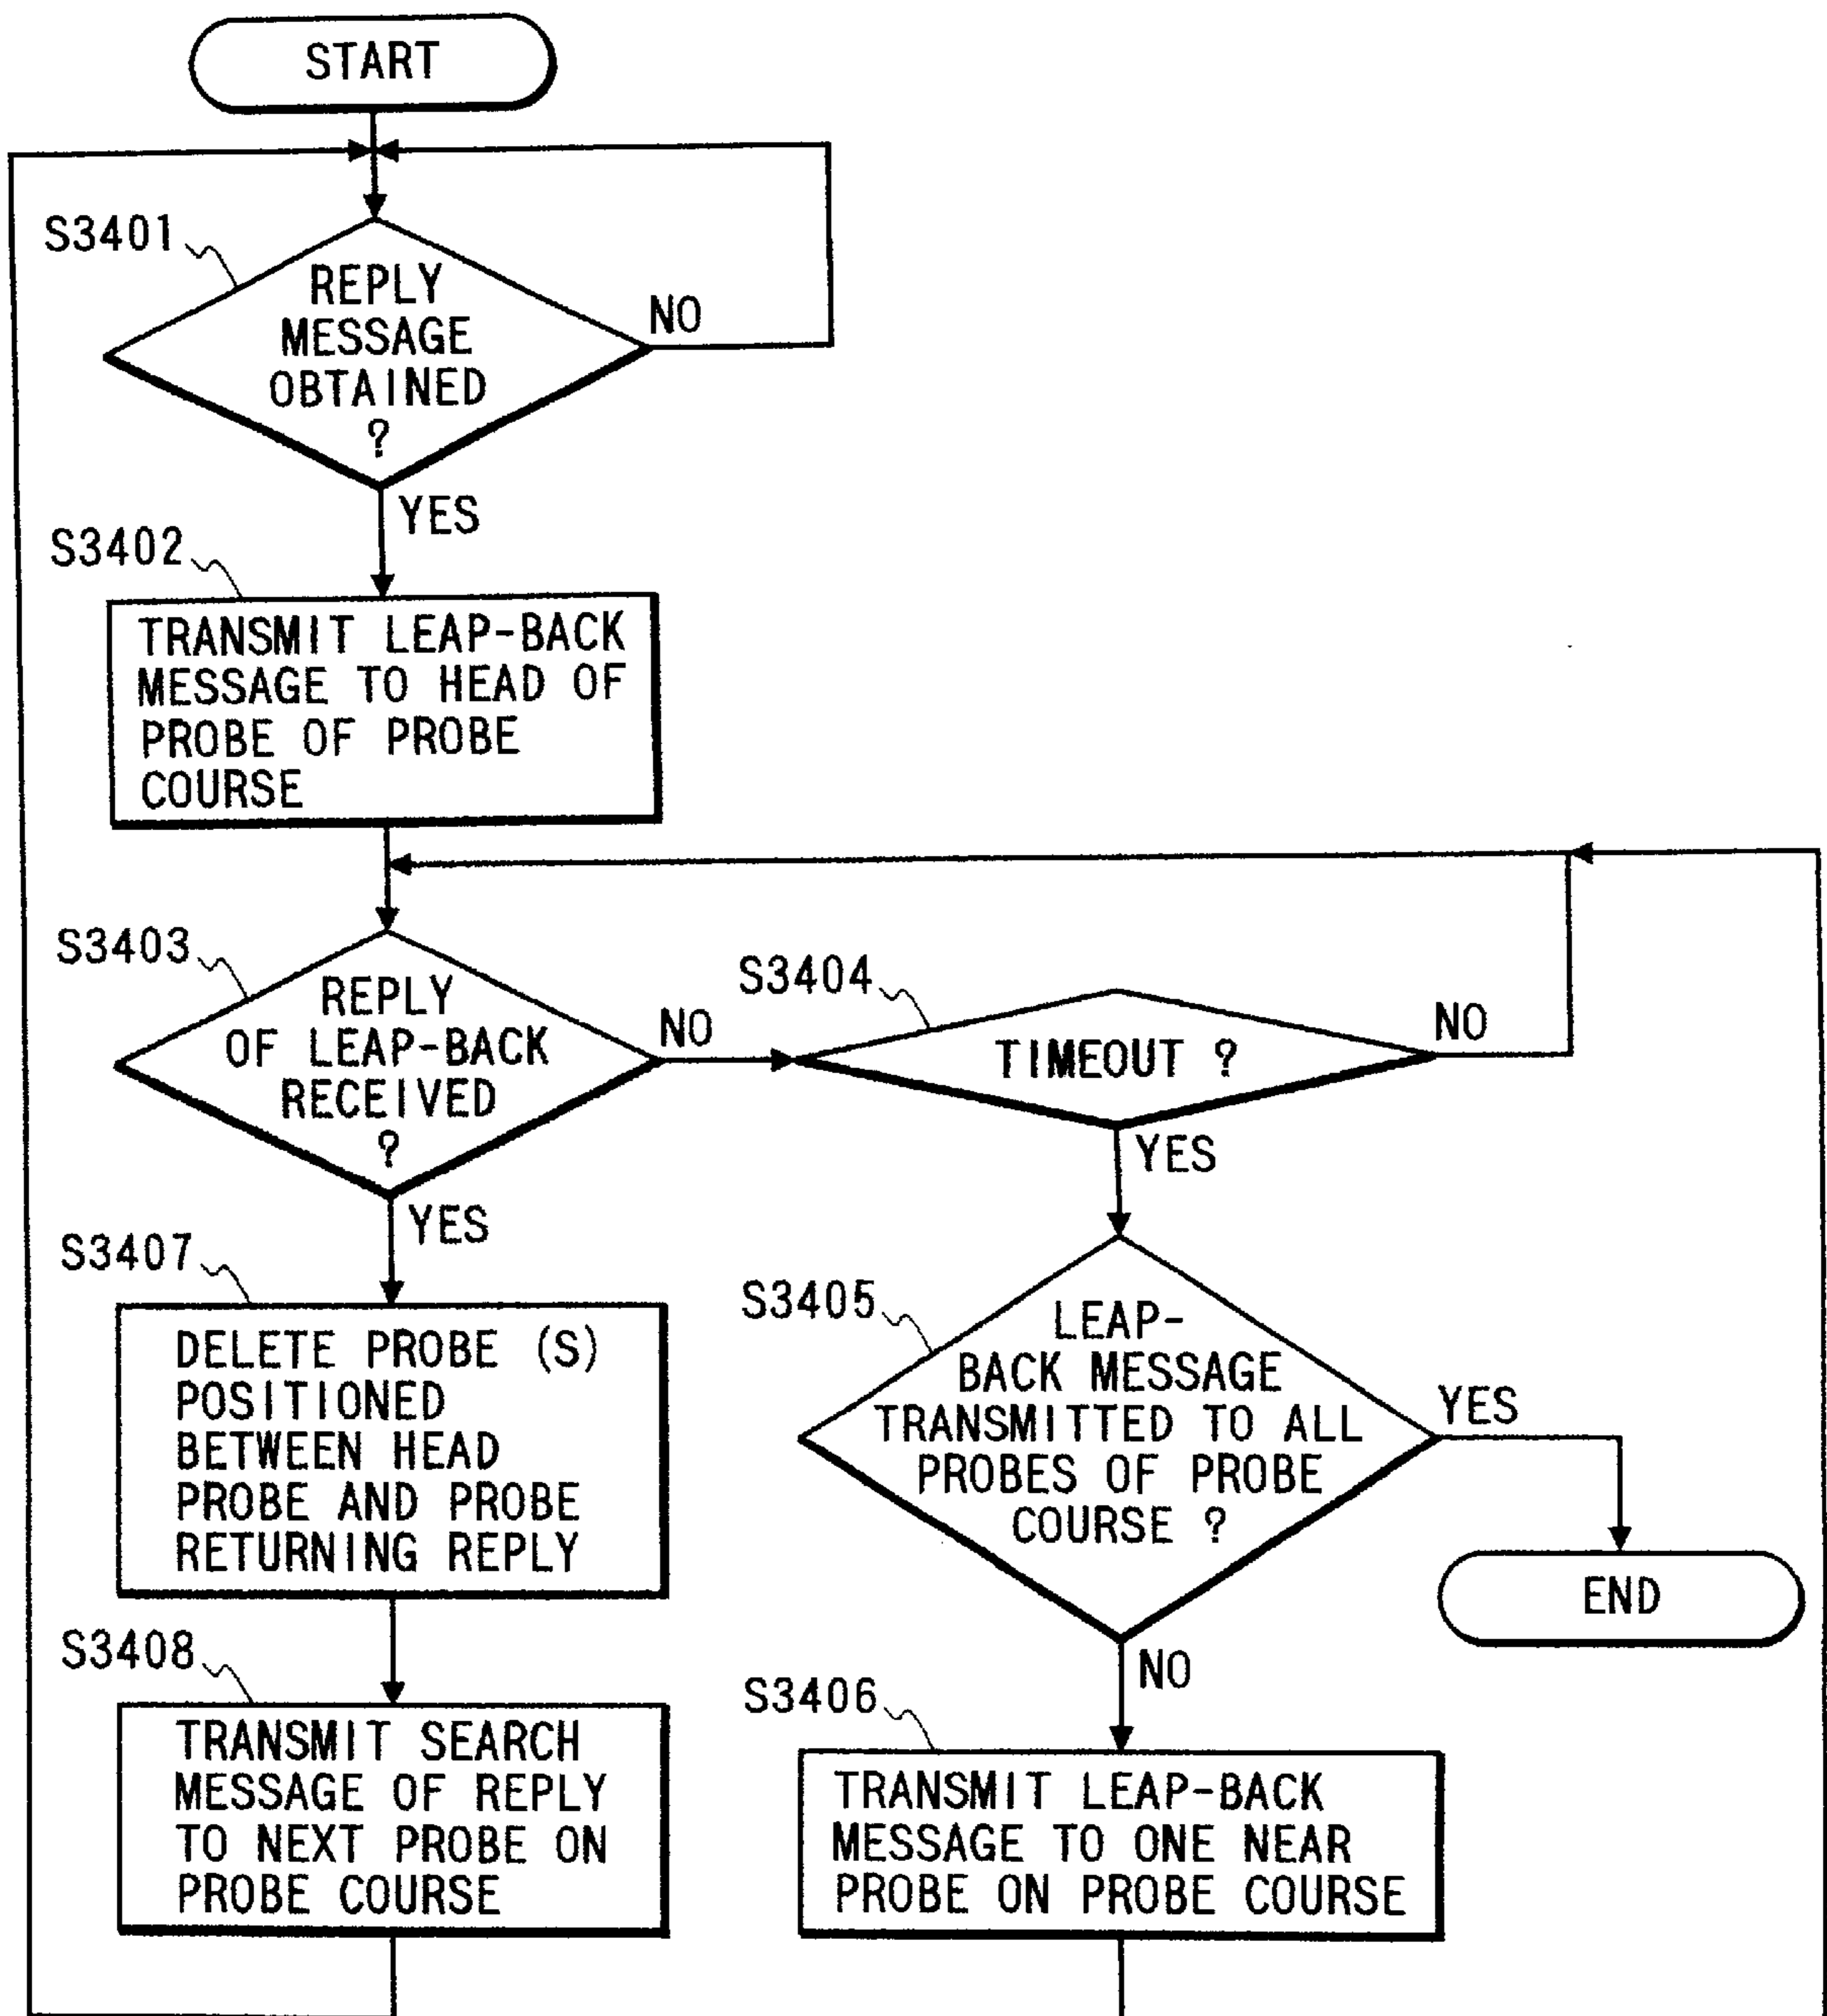 START
S3401
REPLY
MESSAGE
OBTAINED
?
NO
YES
S3402
TRANSMIT LEAP-BACK
MESSAGE TO HEAD OF
PROBE OF PROBE
COURSE
S3403
REPLY
OF LEAP-BACK
RECEIVED
?
NO
YES
S3404
TIMEOUT ?
NO
YES
S3407
DELETE PROBE (S)
POSITIONED
BETWEEN HEAD
PROBE AND PROBE
RETURNING REPLY
S3405
LEAP-
BACK MESSAGE
TRANSMITTED TO ALL
PROBES OF PROBE
COURSE ?
YES
END
NO
S3408
TRANSMIT SEARCH
MESSAGE OF REPLY
TO NEXT PROBE ON
PROBE COURSE
S3406
TRANSMIT LEAP-BACK
MESSAGE TO ONE NEAR
PROBE ON PROBE COURSE